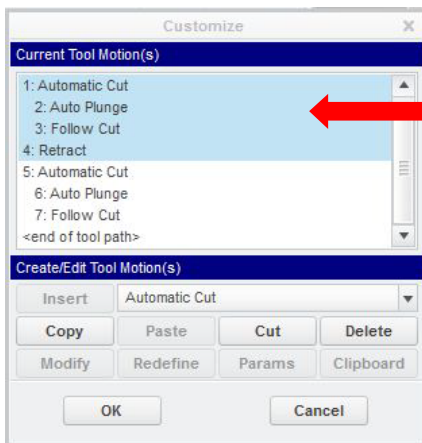 Customize X
Current Tool Motion(s)
1: Automatic Cut
2: Auto Plunge
3: Follow Cut
4: Retract
5: Automatic Cut
6: Auto Plunge
7: Follow Cut
<end of tool path>
Create/Edit Tool Motion(s)
Insert Automatic Cut
Copy Paste Cut Delete
Modify Redefine Params Clipboard
OK Cancel